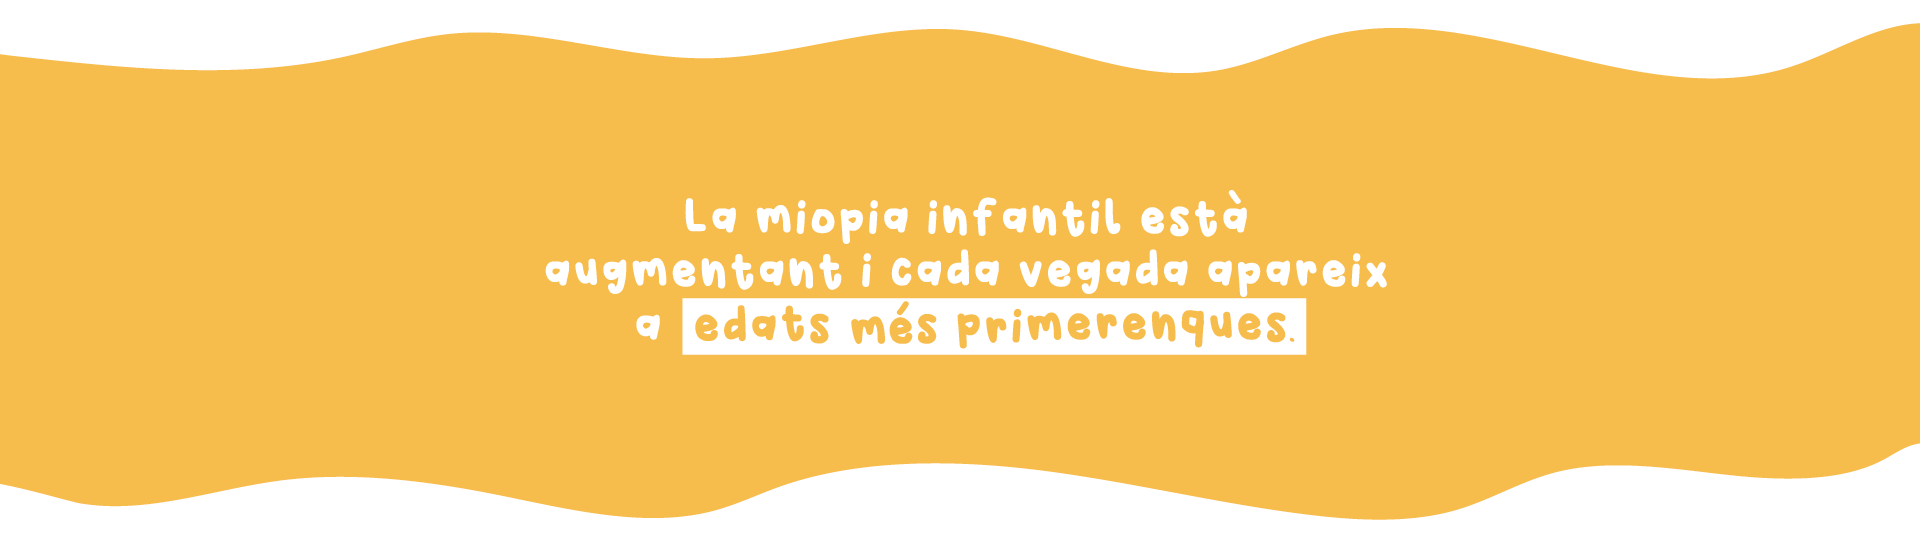 La miopia infantil està
augmentant i cada vegada apareix
a edats més primerenques.